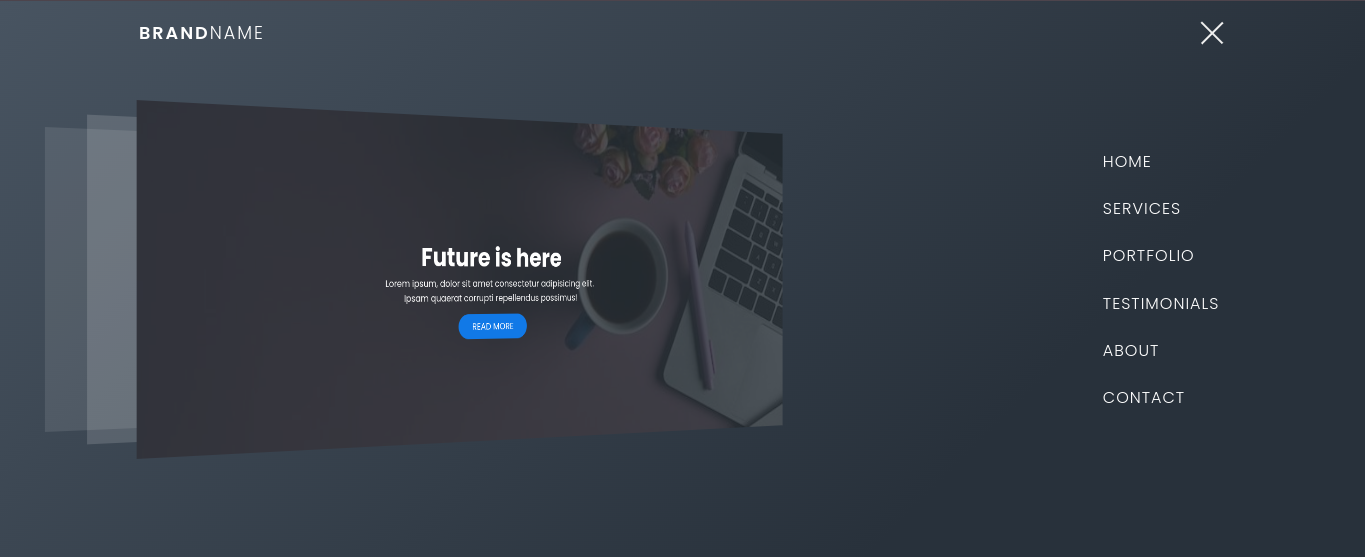 BRANDNAME
Future is here
Lorem ipsum, dolor sit amet consectetur adipisicing elit.
Ipsam quaerat corrupti repellendus possimus!
READ MORE
HOME
SERVICES
PORTFOLIO
TESTIMONIALS
ABOUT
CONTACT